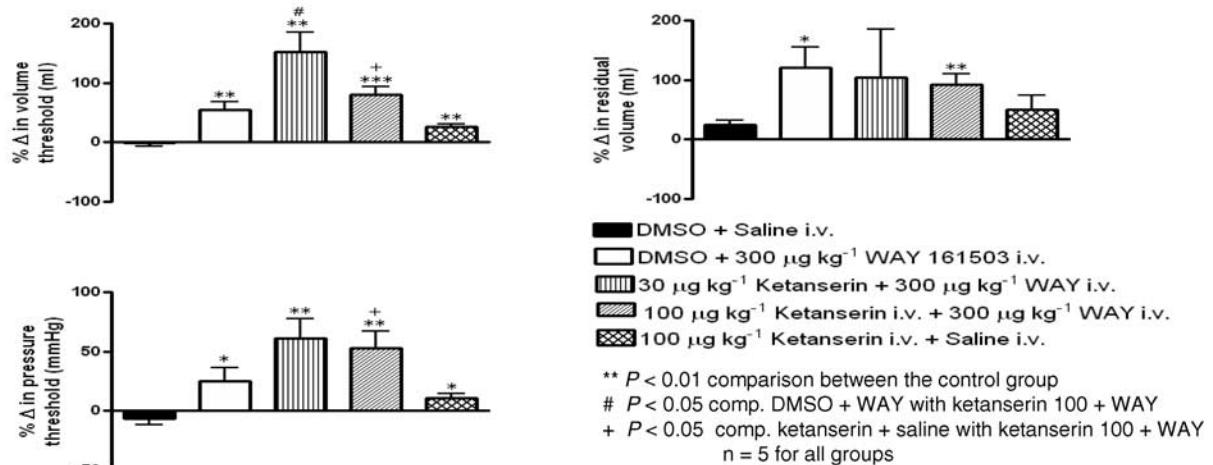 % Δ in volume
threshold (ml)
200
100
0
-100
**
#
**
+
***
**
% Δ in residual
volume (ml)
200
100
0
-100
*
**
DMSO + Saline i.v.
DMSO + 300 µg kg⁻¹ WAY 161503 i.v.
30 µg kg⁻¹ Ketanserin + 300 µg kg⁻¹ WAY i.v.
100 µg kg⁻¹ Ketanserin i.v. + 300 µg kg⁻¹ WAY i.v.
100 µg kg⁻¹ Ketanserin i.v. + Saline i.v.
% Δ in pressure
threshold (mmHg)
100
50
0
*
**
+
**
*
** P < 0.01 comparison between the control group
# P < 0.05 comp. DMSO + WAY with ketanserin 100 + WAY
+ P < 0.05 comp. ketanserin + saline with ketanserin 100 + WAY
n = 5 for all groups